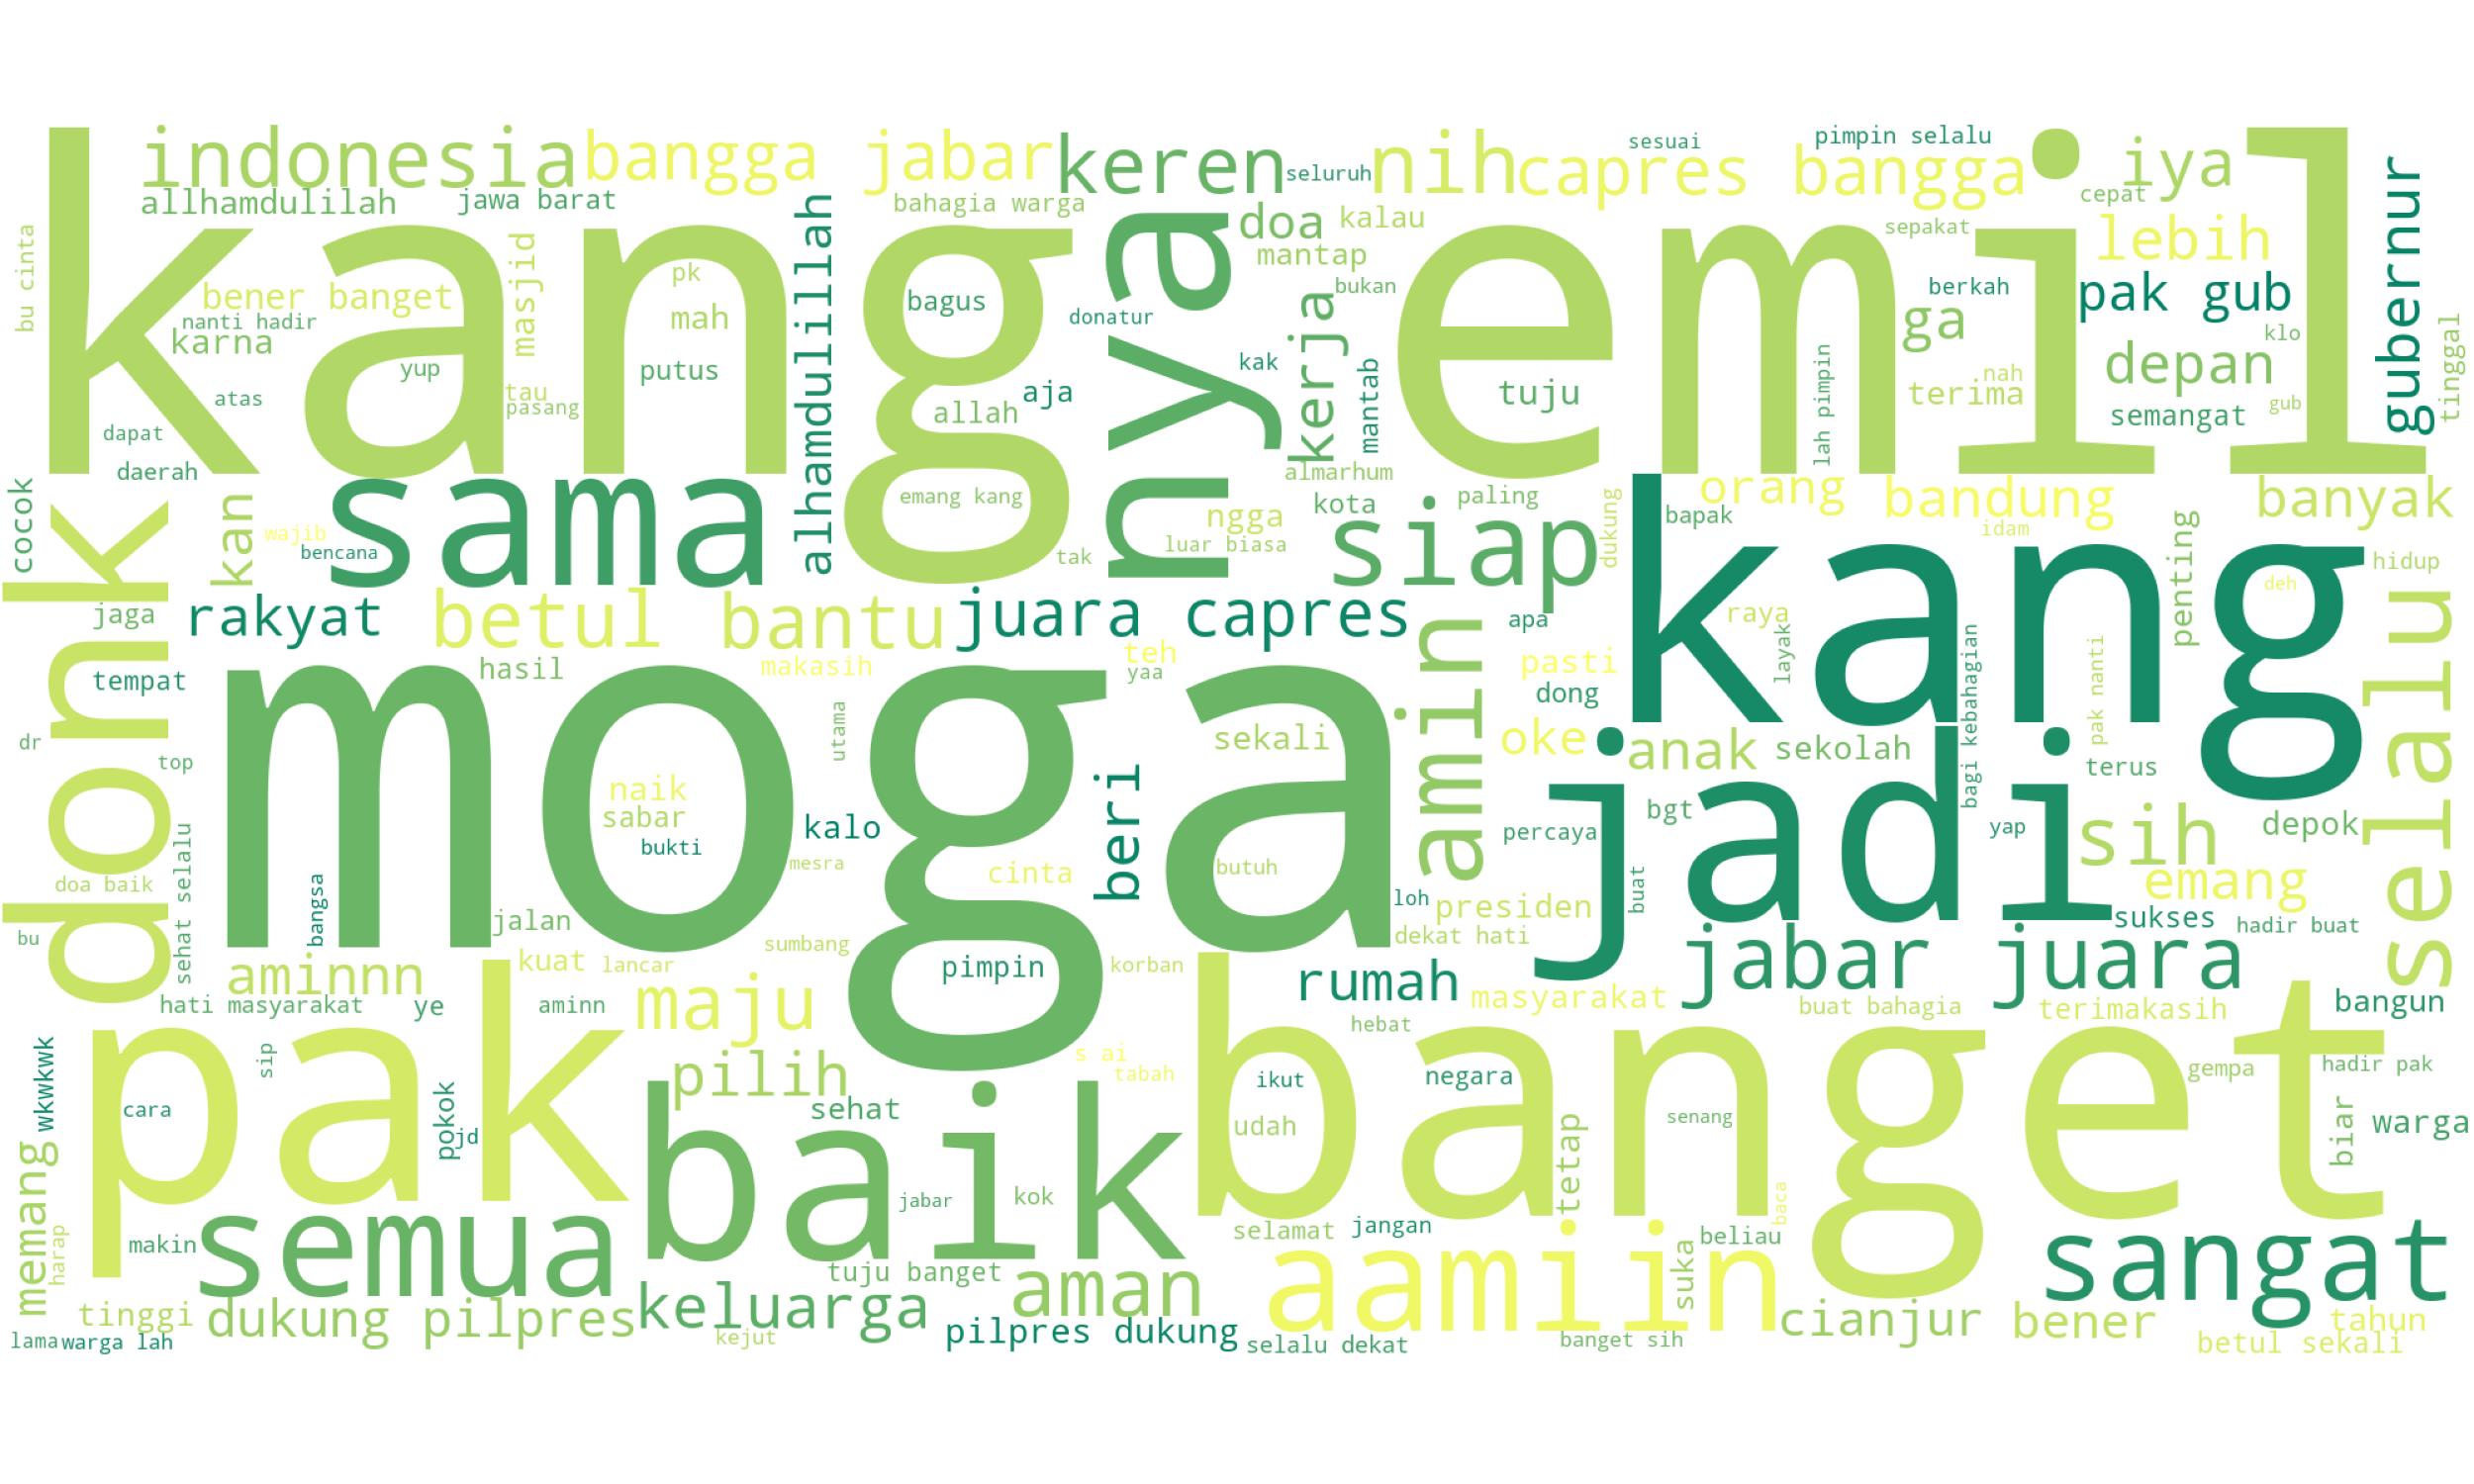 kang emil
indonesia
bangga jabar
keren
seluruh
nih
capres bangga
sesuai
pimpin selalu
iya
cepat
allhamdulilah
jawa barat
bahagia warga
doa
kalau
sepakat
lebih
gubernur
bu cinta
bener banget
masjid
pk
alhamdulillah
bagus
nya
mantap
bukan
berkah
pak gub
nanti hadir
karna
mah
donatur
kerja
ga
klo
tinggal
yup
putus
kak
mantab
tuju
lah pimpin
nah
depan
atas
tau
pasang
aja
allah
terima
semangat
gub
dapat
daerah
almarhum
cocok
kan
sama
emang kang
kota
paling
orang
bandung
banyak
donk
wajib
bencana
ngga
luar biasa
tak
siap
dukung
bapak
kang
idam
penting
hidup
deh
jaga
rakyat
betul
bantu
juara capres
apa
raya
layak
tempat
hasil
makasih
teh
yaa
amin
pasti
dong
bagi kebahagian
pak nanti
selalu
dr
top
moga
utama
sekali
oke
jadi
anak
sekolah
terus
naik
sabar
bukti
kalo
beri
percaya
bgt
yap
sih
depok
doa baik
sehat selalu
mesra
cinta
butuh
loh
presiden
buat
emang
bu
bangsa
jalan
sumbang
dekat hati
sukses
hadir buat
aminnn
kuat
lancar
pimpin
korban
rumah
jabar juara
hati masyarakat
ye
aminn
maju
masyarakat
buat bahagia
terimakasih
bangun
wkwkwk
sip
pak
hebat
banget
s ai
tabah
pilih
ikut
negara
gempa
hadir pak
cara
pokok
jd
sehat
baik
udah
tetap
senang
biar
warga
memang
harap
makin
semua
jabar
kok
selamat
jangan
baca
suka
beliau
sangat
tuju banget
aman
aamiin
tinggi
dukung pilpres
keluarga
cianjur
bener
tahun
lama
warga lah
kejut
pilpres dukung
selalu dekat
banget sih
betul sekali